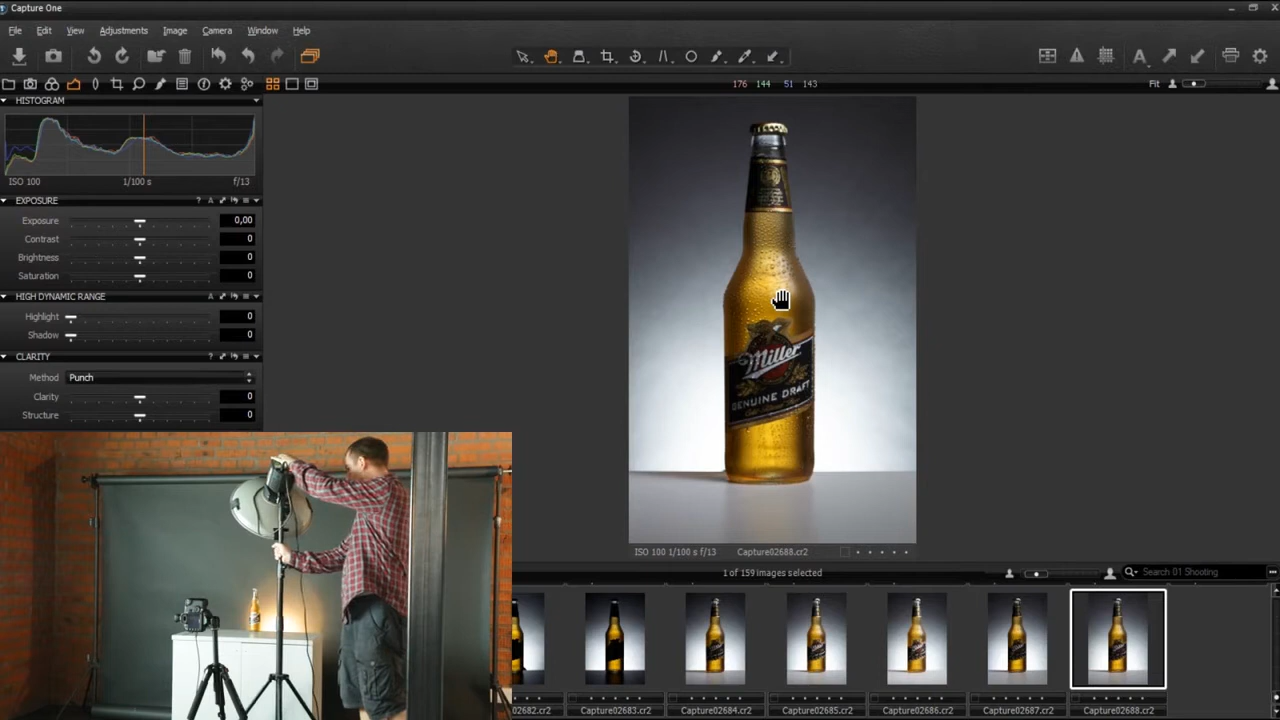 Capture One
File Edit View Adjustments Image Camera Window Help
HISTOGRAM
176 144 51 143
Fit
ISO 100 1/100 s f/13
EXPOSURE ? A
Exposure 0,00
Contrast 0
Brightness 0
Saturation 0
HIGH DYNAMIC RANGE A
Highlight 0
Shadow 0
CLARITY ?
Method Punch
Clarity 0
Structure 0
Miller
GENUINE DRAFT
ISO 100 1/100 s f/13 Capture02688.cr2
1 of 159 images selected
Search 01 Shooting
02682.cr2 Capture02683.cr2 Capture02684.cr2 Capture02685.cr2 Capture02686.cr2 Capture02687.cr2 Capture02688.cr2